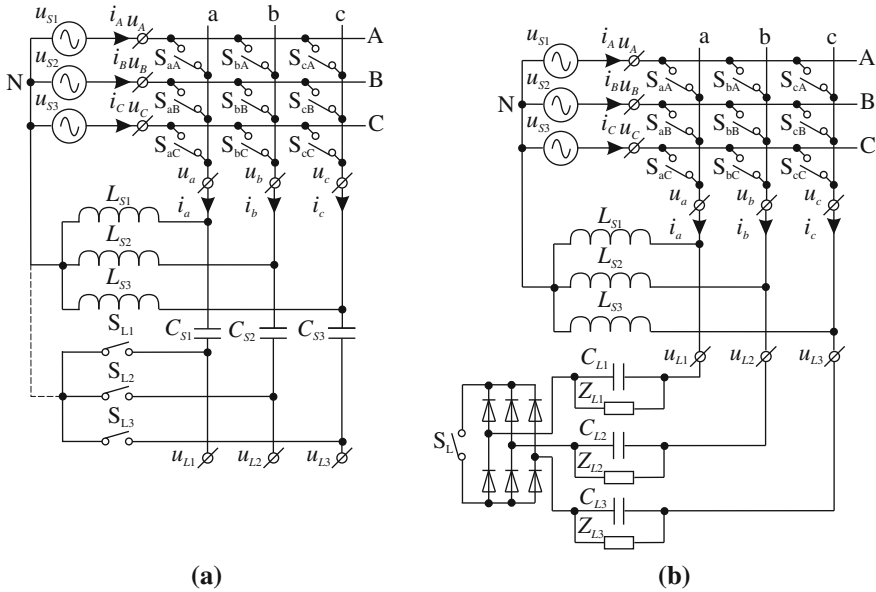 a b c
u_S1 i_A u_A A
S_aA S_bA S_cA
u_S2 i_B u_B B
N
S_aB S_bB S_cB
u_S3 i_C u_C C
S_aC S_bC S_cC
u_a u_b u_c
i_a i_b i_c
L_S1
L_S2
L_S3
C_S1 C_S2 C_S3
S_L1
S_L2
S_L3
u_L1 u_L2 u_L3
(a)
a b c
u_S1 i_A u_A A
S_aA S_bA S_cA
u_S2 i_B u_B B
N
S_aB S_bB S_cB
u_S3 i_C u_C C
S_aC S_bC S_cC
u_a u_b u_c
i_a i_b i_c
L_S1
L_S2
L_S3
u_L1 u_L2 u_L3
C_L1
Z_L1
S_L
C_L2
Z_L2
C_L3
Z_L3
(b)